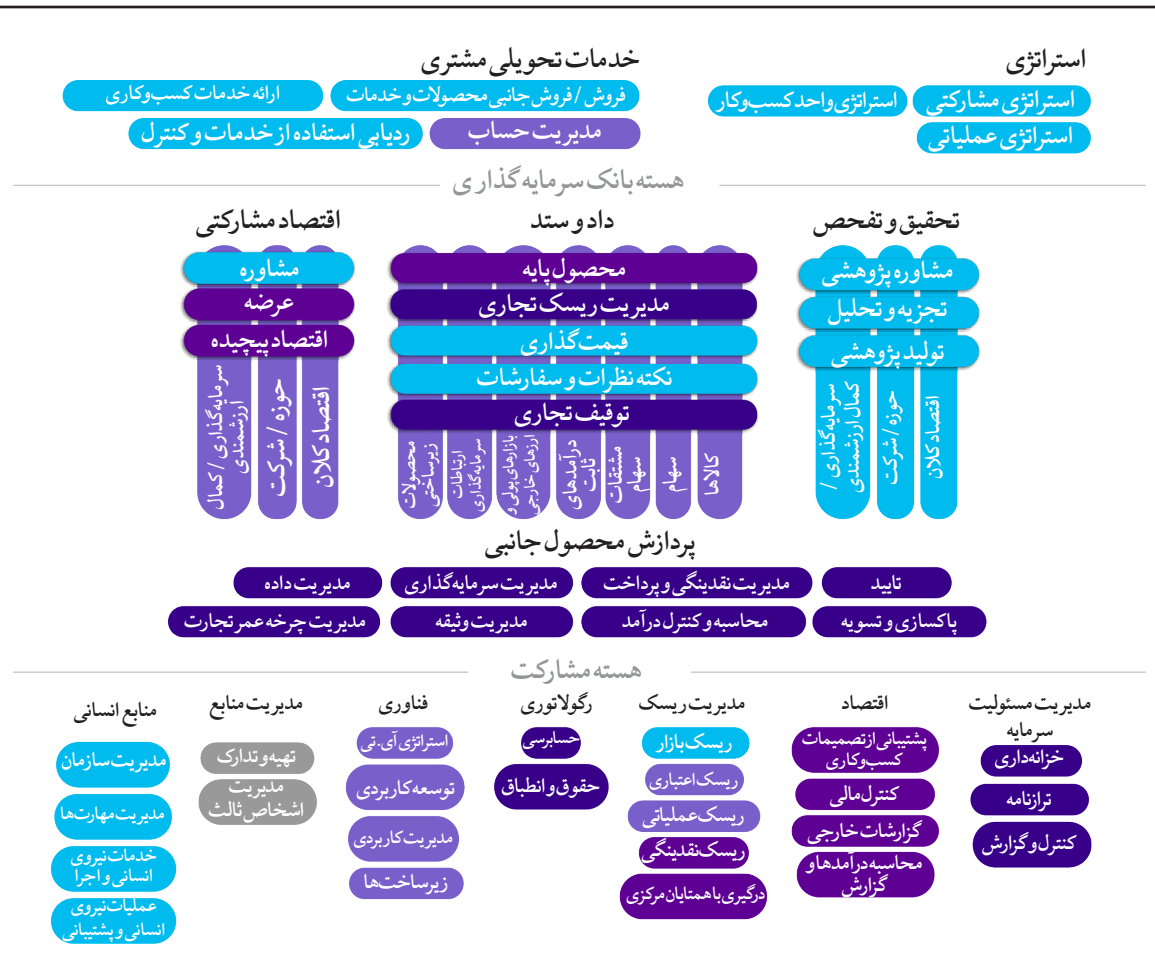 استراتژی
استراتژی مشارکتی
استراتژی واحد کسب‌وکار
استراتژی عملیاتی
خدمات تحویلی مشتری
فروش / فروش جانبی محصولات و خدمات
ارائه خدمات کسب‌وکاری
مدیریت حساب
ردیابی استفاده از خدمات و کنترل
هسته بانک سرمایه گذاری
تحقیق و تفحص
مشاوره پژوهشی
تجزیه و تحلیل
تولید پژوهشی
اقتصاد کلان
حوزه / شرکت
سرمایه‌گذاری /
کمال ارزشمندی
داد و ستد
محصول پایه
مدیریت ریسک تجاری
قیمت‌گذاری
نکته نظرات و سفارشات
توقیف تجاری
کالاها
سهام
مشتقات
سهام
درآمدهای
ثابت
بازارهای پولی و
ارزهای خارجی
ارتباطات
سرمایه‌گذاری
محصولات
زیرساختی
اقتصاد مشارکتی
مشاوره
عرضه
اقتصاد پیچیده
اقتصاد کلان
حوزه / شرکت
سرمایه‌گذاری / کمال
ارزشمندی
پردازش محصول جانبی
تایید
مدیریت نقدینگی و پرداخت
مدیریت سرمایه‌گذاری
مدیریت داده
پاکسازی و تسویه
محاسبه و کنترل درآمد
مدیریت وثیقه
مدیریت چرخه عمر تجارت
هسته مشارکت
مدیریت مسئولیت
سرمایه
خزانه‌داری
ترازنامه
کنترل و گزارش
اقتصاد
پشتیبانی از تصمیمات
کسب‌وکاری
کنترل مالی
گزارشات خارجی
محاسبه درآمدها و
گزارش
مدیریت ریسک
ریسک بازار
ریسک اعتباری
ریسک عملیاتی
ریسک نقدینگی
درگیری با همتایان مرکزی
رگولاتوری
حسابرسی
حقوق و انطباق
فناوری
استراتژی آی.تی
توسعه کاربردی
مدیریت کاربردی
زیرساخت‌ها
مدیریت منابع
تهیه و تدارک
مدیریت
اشخاص ثالث
منابع انسانی
مدیریت سازمان
مدیریت مهارت‌ها
خدمات نیروی
انسانی و اجرا
عملیات نیروی
انسانی و پشتیبانی